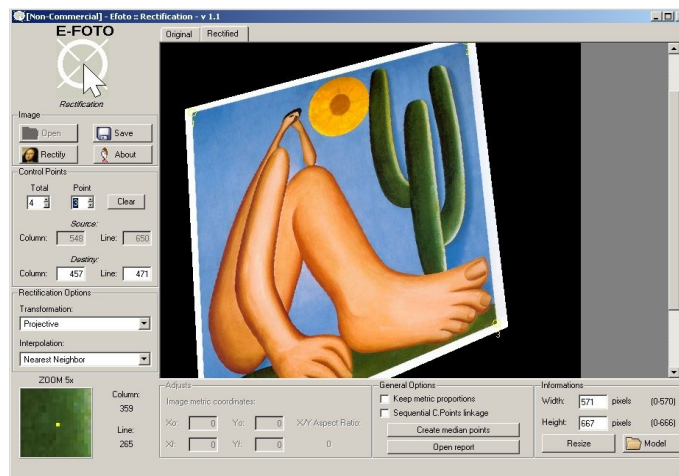 [Non-Commercial] - Efoto :: Rectification - v 1.1
E-FOTO
Rectification
Original Rectified
Image
Open Save
Rectify About
Control Points
Total Point
4 3 Clear
Source:
Column: 548 Line: 650
Destiny:
Column: 457 Line: 471
Rectification Options
Transformation:
Projective
Interpolation:
Nearest Neighbor
3
ZOOM 5x
Column:
359
Line:
265
Adjusts
Image metric coordinates:
Xo: 0 Yo: 0 X/Y Aspect Ratio:
Xf: 0 Yf: 0 0
General Options
Keep metric proportions
Sequential C.Points linkage
Create median points
Open report
Informations
Width: 571 pixels (0-570)
Height: 667 pixels (0-666)
Resize Model